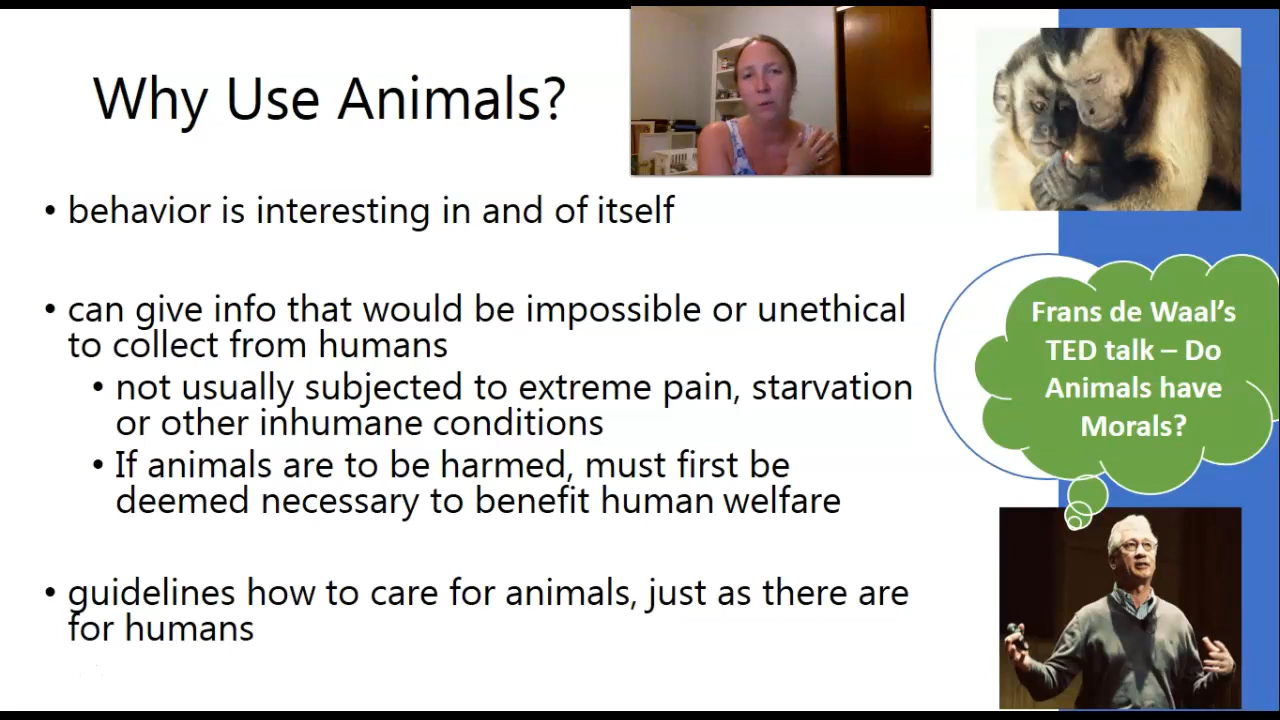 Why Use Animals?
• behavior is interesting in and of itself
• can give info that would be impossible or unethical
to collect from humans
• not usually subjected to extreme pain, starvation
or other inhumane conditions
• If animals are to be harmed, must first be
deemed necessary to benefit human welfare
• guidelines how to care for animals, just as there are
for humans
Frans de Waal’s
TED talk – Do
Animals have
Morals?